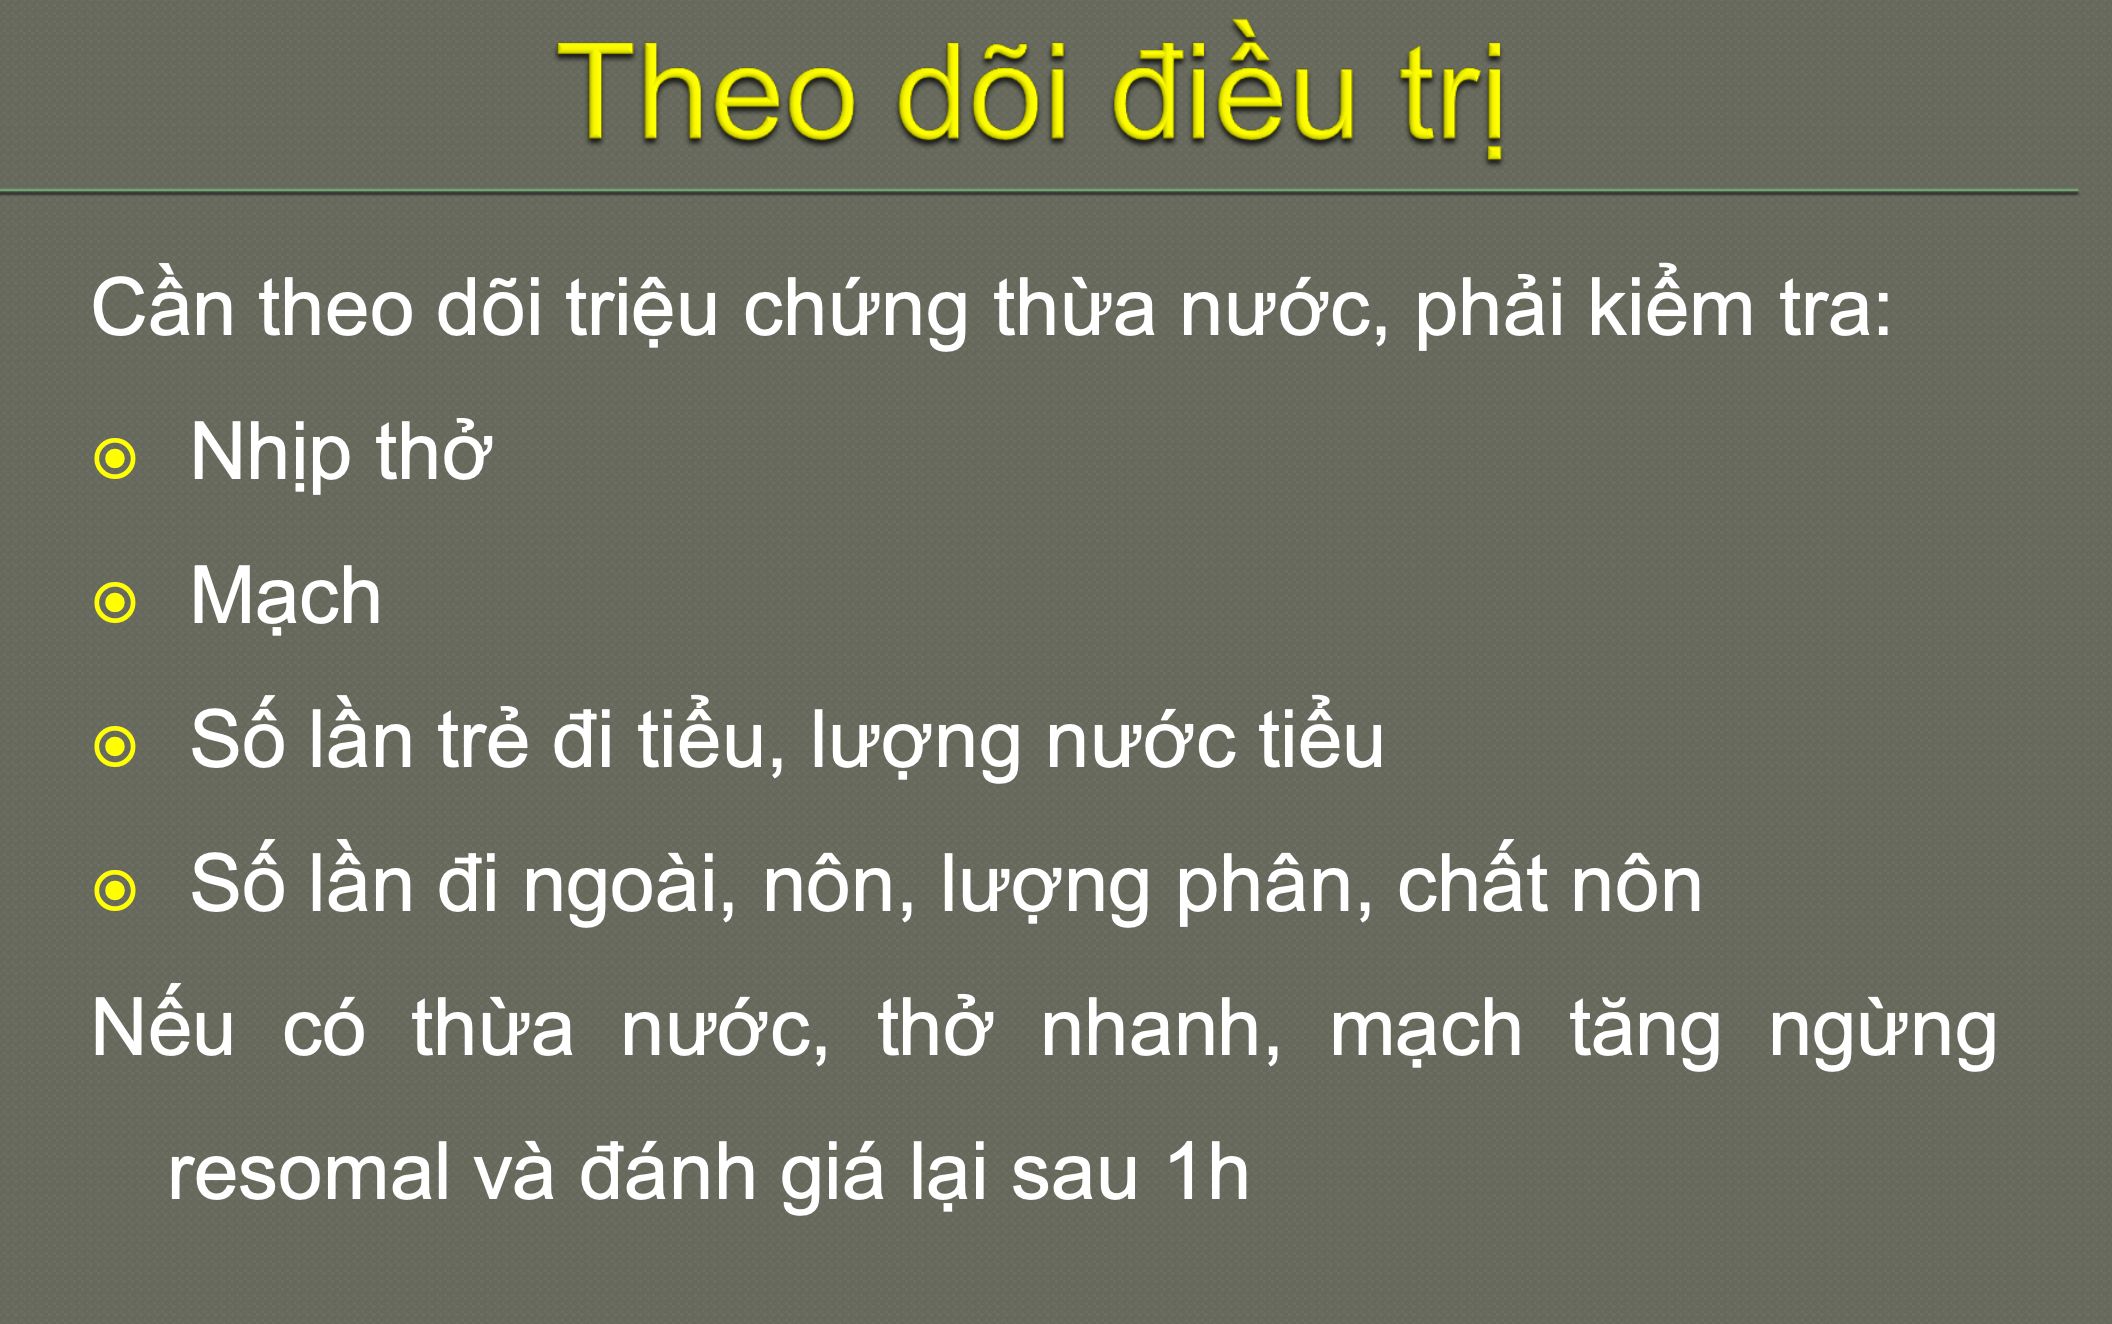 Theo dõi điều trị
Cần theo dõi triệu chứng thừa nước, phải kiểm tra:
Nhịp thở
Mạch
Số lần trẻ đi tiểu, lượng nước tiểu
Số lần đi ngoài, nôn, lượng phân, chất nôn
Nếu có thừa nước, thở nhanh, mạch tăng ngừng
resomal và đánh giá lại sau 1h